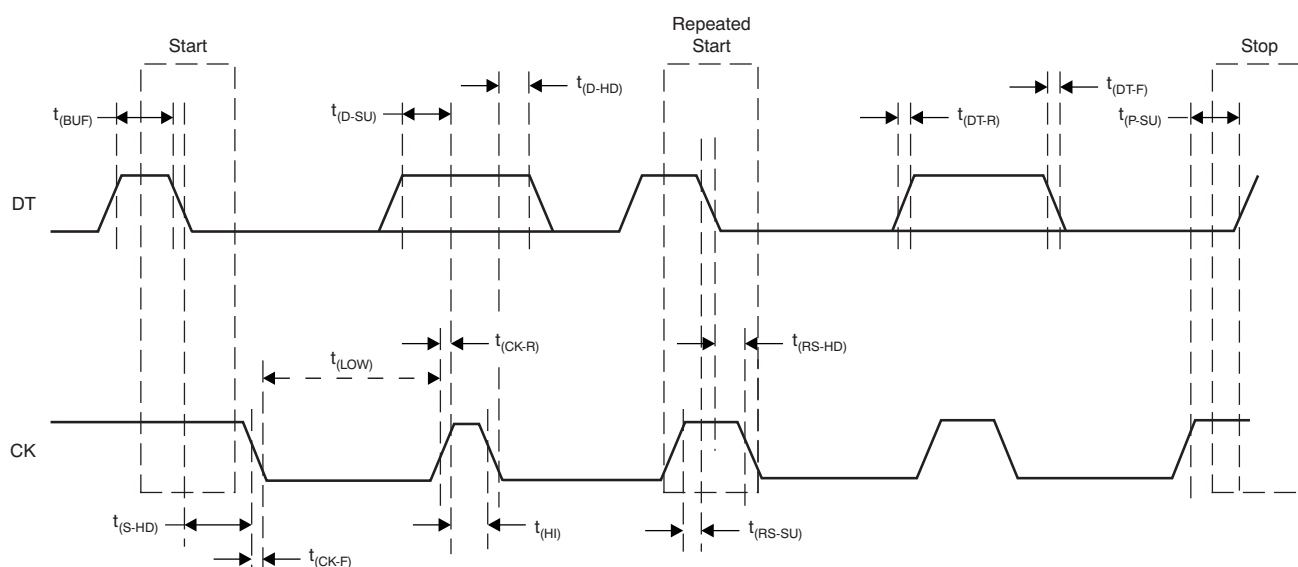 Start
Repeated
Start
Stop
t(BUF)
t(D-SU)
t(D-HD)
t(DT-R)
t(DT-F)
t(P-SU)
DT
t(LOW)
t(CK-R)
t(RS-HD)
CK
t(S-HD)
t(CK-F)
t(HI)
t(RS-SU)